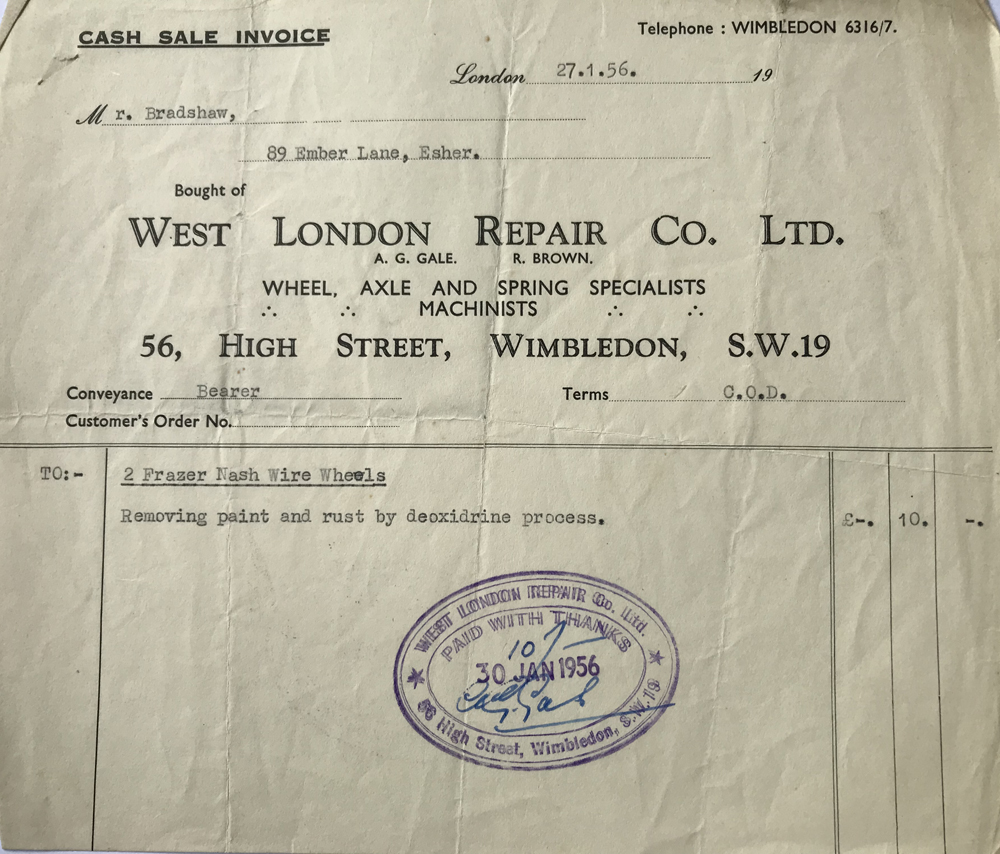 CASH SALE INVOICE
Telephone : WIMBLEDON 6316/7.
London 27.1.56. 19
Mr. Bradshaw,
89 Ember Lane, Esher.
Bought of
WEST LONDON REPAIR CO. LTD.
A. G. GALE. R. BROWN.
WHEEL, AXLE AND SPRING SPECIALISTS
MACHINISTS
56, HIGH STREET, WIMBLEDON, S.W.19
Conveyance Bearer Terms C.O.D.
Customer's Order No.
TO:- 2 Frazer Nash Wire Wheels
Removing paint and rust by deoxidrine process. £-. 10. -.
WEST LONDON REPAIR Co. Ltd.
PAID WITH THANKS
10/-
30 JAN 1956
56 High Street, Wimbledon, S.W.19